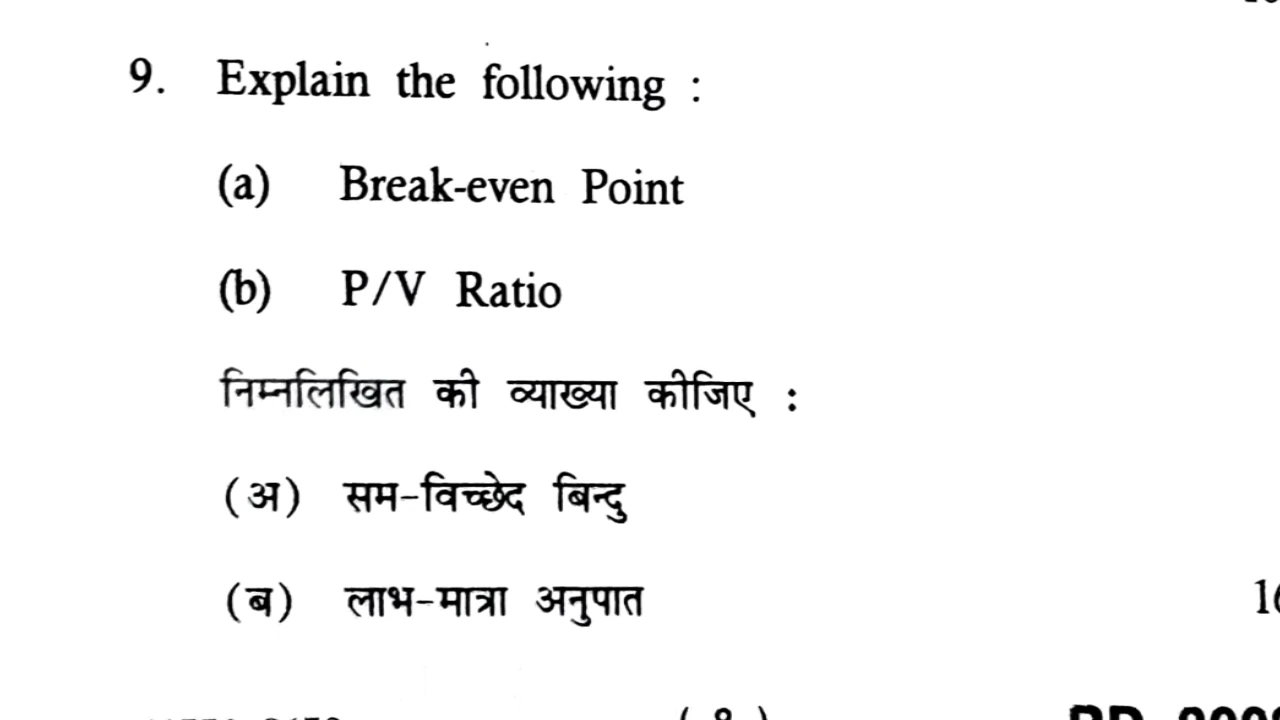 9. Explain the following :
(a) Break-even Point
(b) P/V Ratio
निम्नलिखित की व्याख्या कीजिए :
(अ) सम-विच्छेद बिन्दु
(ब) लाभ-मात्रा अनुपात